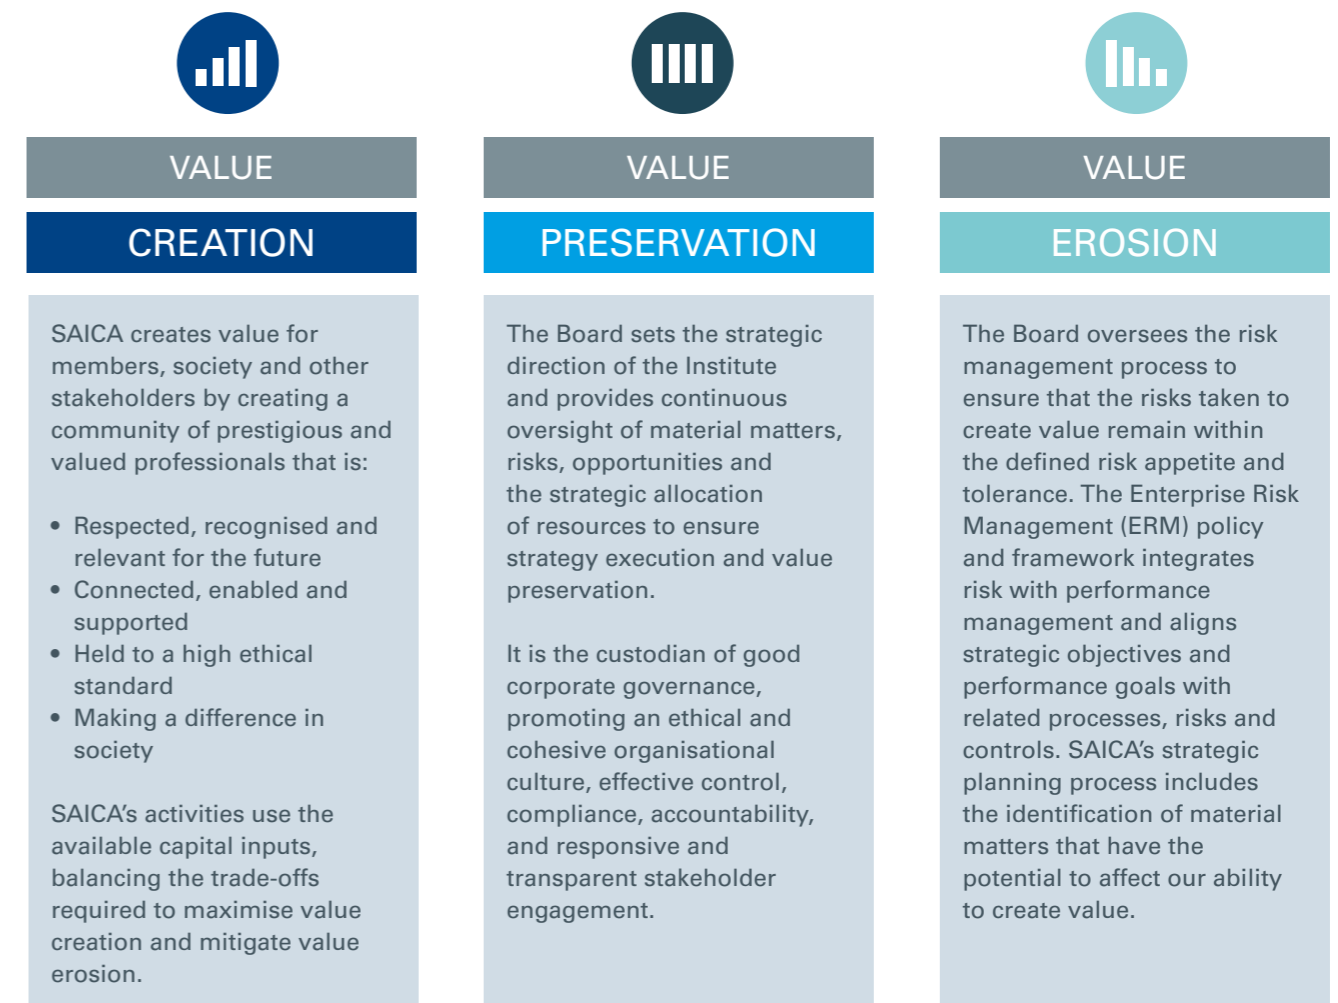 VALUE
CREATION
SAICA creates value for
members, society and other
stakeholders by creating a
community of prestigious and
valued professionals that is:
• Respected, recognised and
relevant for the future
• Connected, enabled and
supported
• Held to a high ethical
standard
• Making a difference in
society
SAICA’s activities use the
available capital inputs,
balancing the trade-offs
required to maximise value
creation and mitigate value
erosion.
VALUE
PRESERVATION
The Board sets the strategic
direction of the Institute
and provides continuous
oversight of material matters,
risks, opportunities and
the strategic allocation
of resources to ensure
strategy execution and value
preservation.
It is the custodian of good
corporate governance,
promoting an ethical and
cohesive organisational
culture, effective control,
compliance, accountability,
and responsive and
transparent stakeholder
engagement.
VALUE
EROSION
The Board oversees the risk
management process to
ensure that the risks taken to
create value remain within
the defined risk appetite and
tolerance. The Enterprise Risk
Management (ERM) policy
and framework integrates
risk with performance
management and aligns
strategic objectives and
performance goals with
related processes, risks and
controls. SAICA’s strategic
planning process includes
the identification of material
matters that have the
potential to affect our ability
to create value.